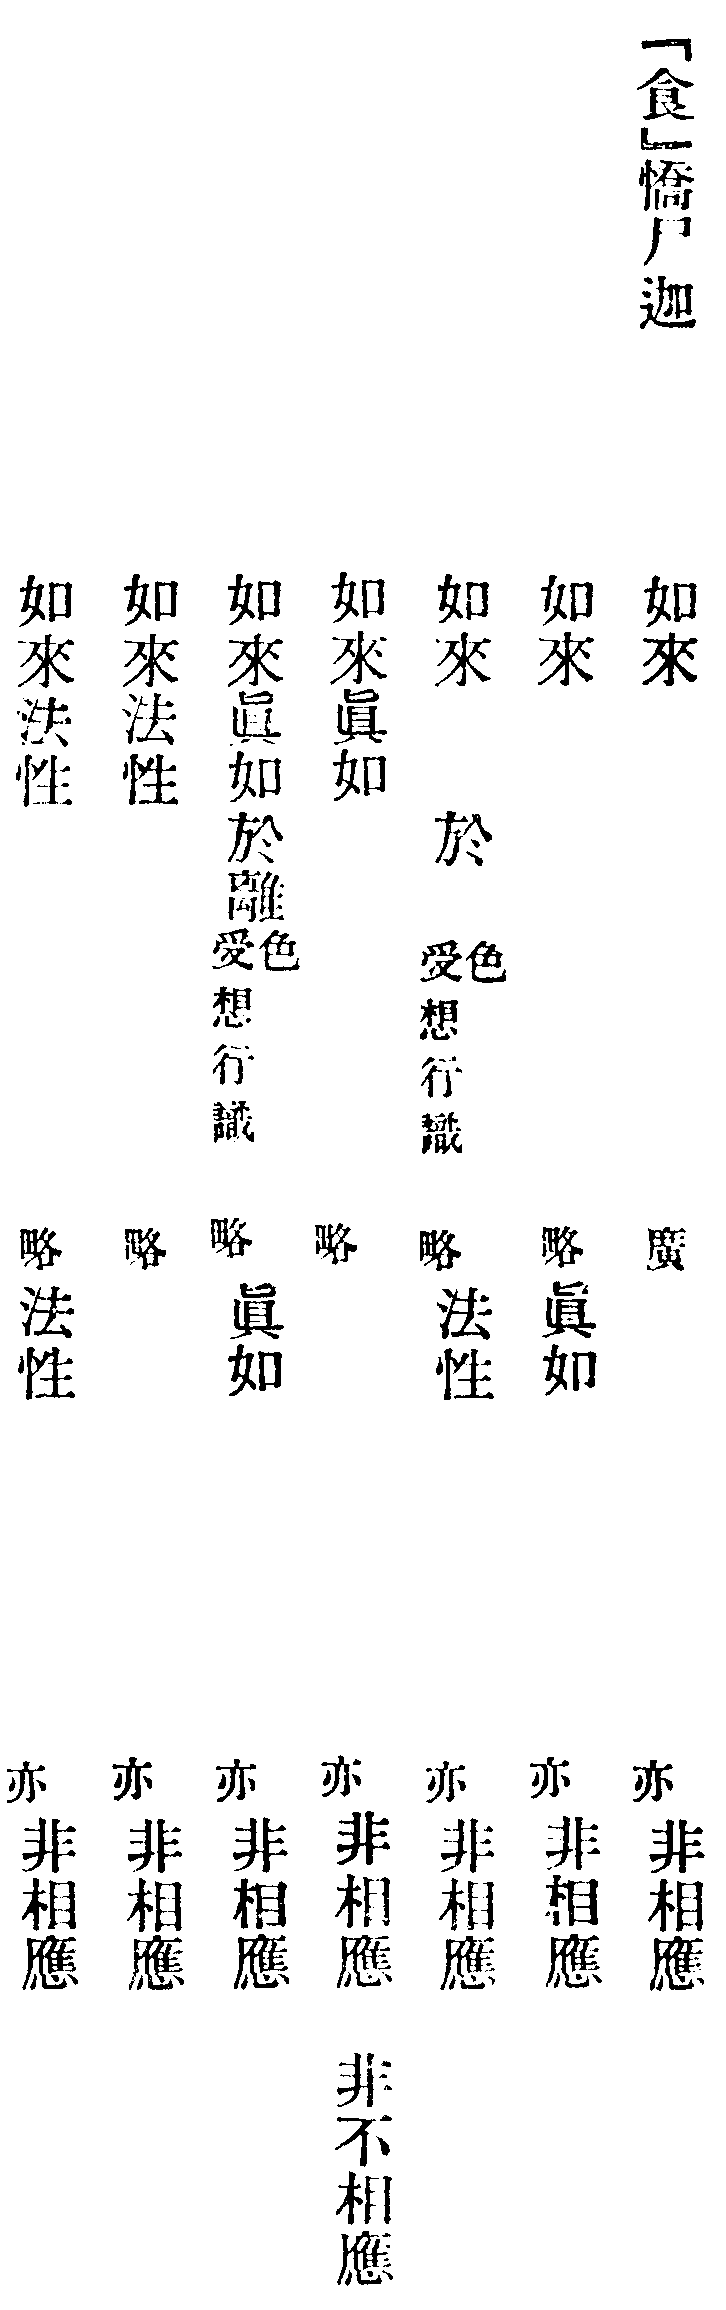 「食」憍尸迦 如來 廣 亦非相應
如來 略眞如 亦非相應
如來 於 色受想行識 略法性 亦非相應
如來眞如 略 亦非相應 非不相應
如來眞如於離色受想行識 略眞如 亦非相應
如來法性 略 亦非相應
如來法性 略法性 亦非相應